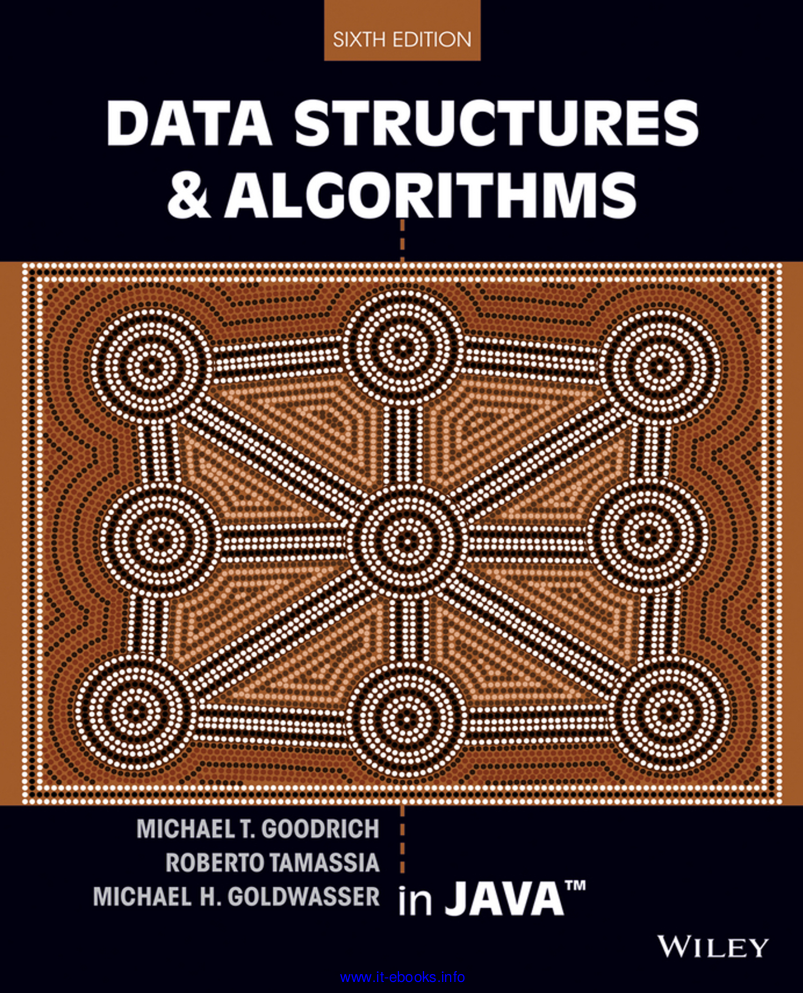 SIXTH EDITION
DATA STRUCTURES
& ALGORITHMS
MICHAEL T. GOODRICH
ROBERTO TAMASSIA
MICHAEL H. GOLDWASSER
in JAVA™
WILEY
www.it-ebooks.info